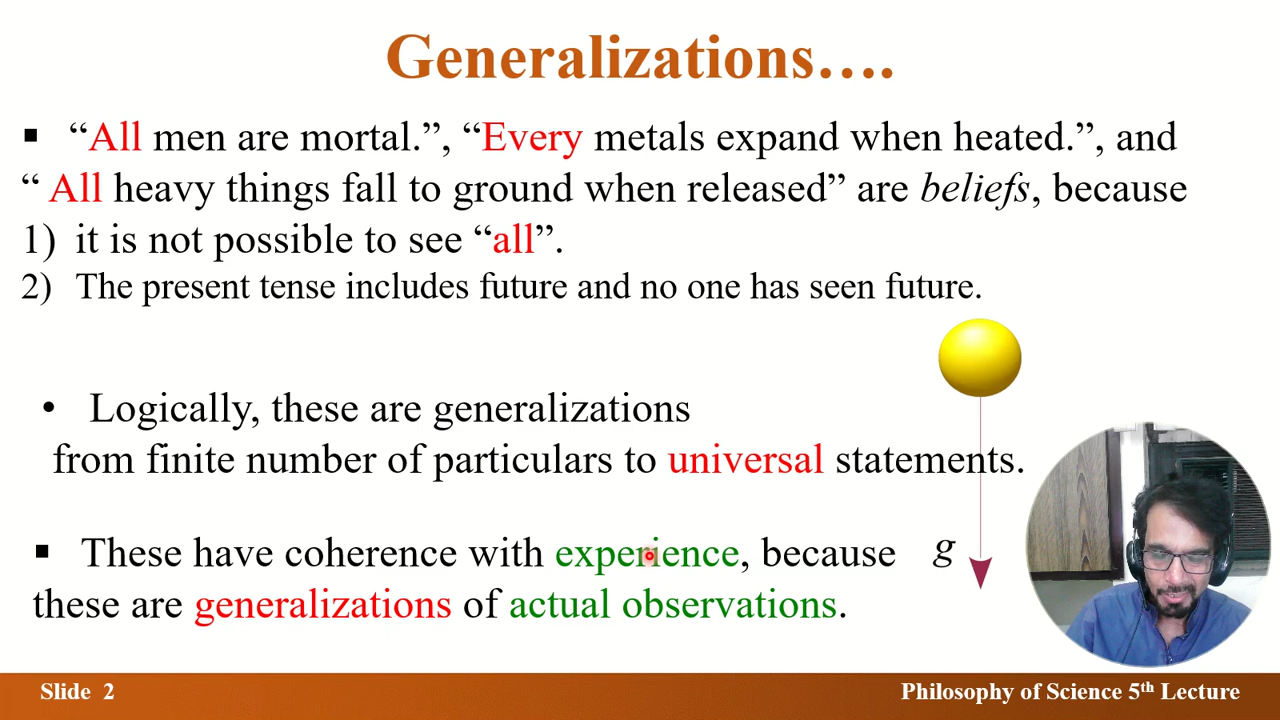 Generalizations….
▪ “All men are mortal.”, “Every metals expand when heated.”, and
“ All heavy things fall to ground when released” are beliefs, because
1) it is not possible to see “all”.
2) The present tense includes future and no one has seen future.
• Logically, these are generalizations
from finite number of particulars to universal statements.
▪ These have coherence with experience, because
these are generalizations of actual observations.
g
Slide 2
Philosophy of Science 5th Lecture